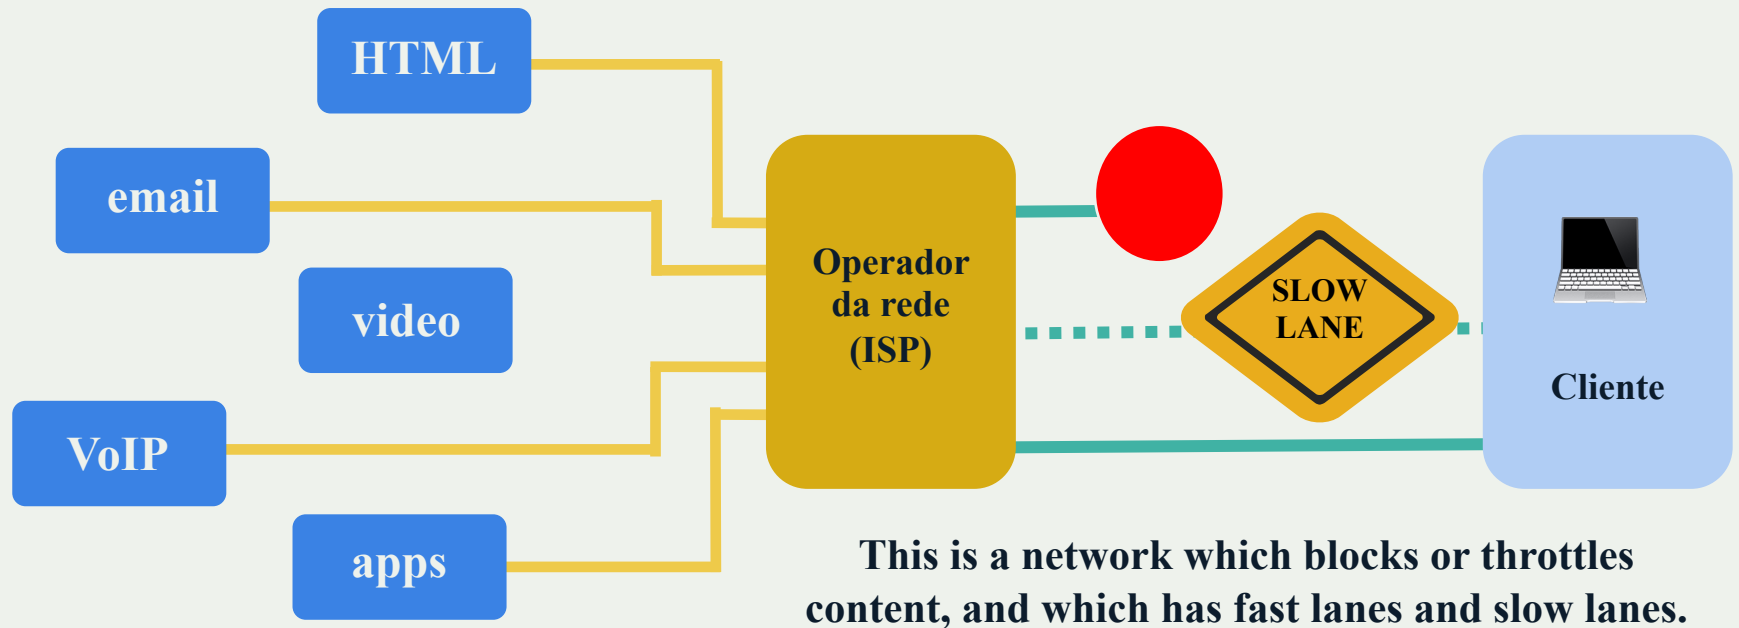 HTML
email
video
VoIP
apps
Operador
da rede
(ISP)
SLOW
LANE
Cliente
This is a network which blocks or throttles
content, and which has fast lanes and slow lanes.